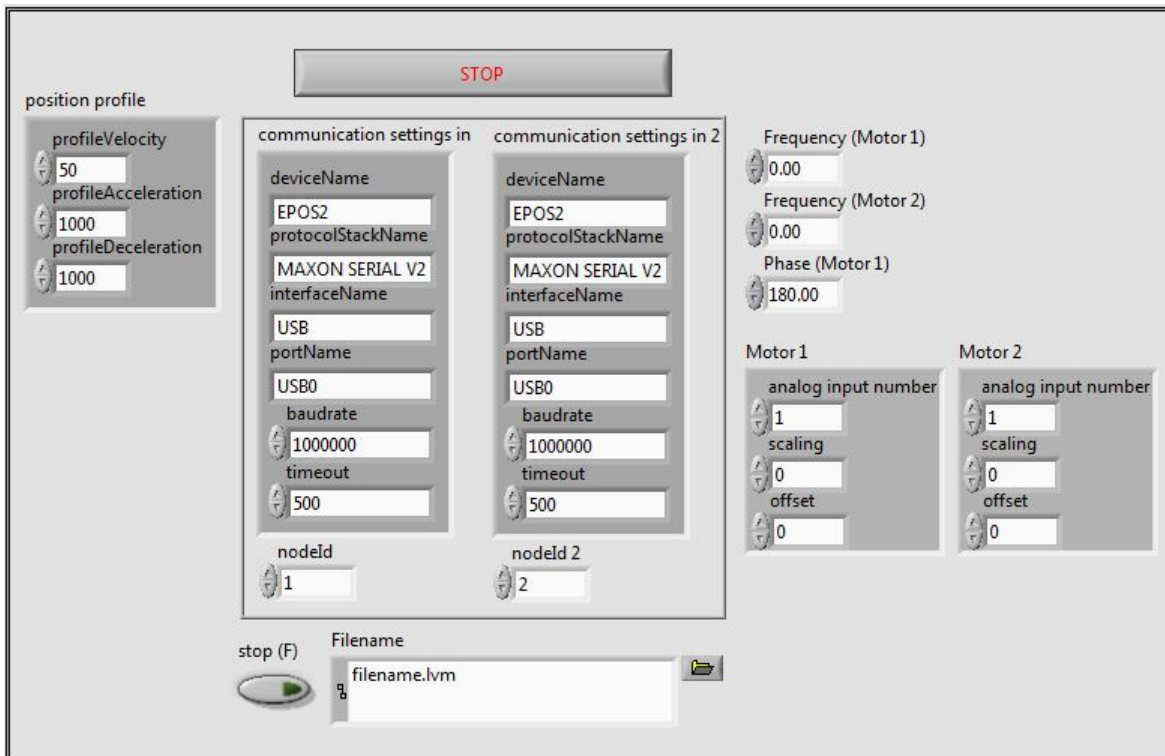 STOP
position profile
profileVelocity
50
profileAcceleration
1000
profileDeceleration
1000
communication settings in
deviceName
EPOS2
protocolStackName
MAXON SERIAL V2
interfaceName
USB
portName
USB0
baudrate
1000000
timeout
500
nodeId
1
communication settings in 2
deviceName
EPOS2
protocolStackName
MAXON SERIAL V2
interfaceName
USB
portName
USB0
baudrate
1000000
timeout
500
nodeId 2
2
Frequency (Motor 1)
0.00
Frequency (Motor 2)
0.00
Phase (Motor 1)
180.00
Motor 1
analog input number
1
scaling
0
offset
0
Motor 2
analog input number
1
scaling
0
offset
0
stop (F)
Filename
filename.lvm